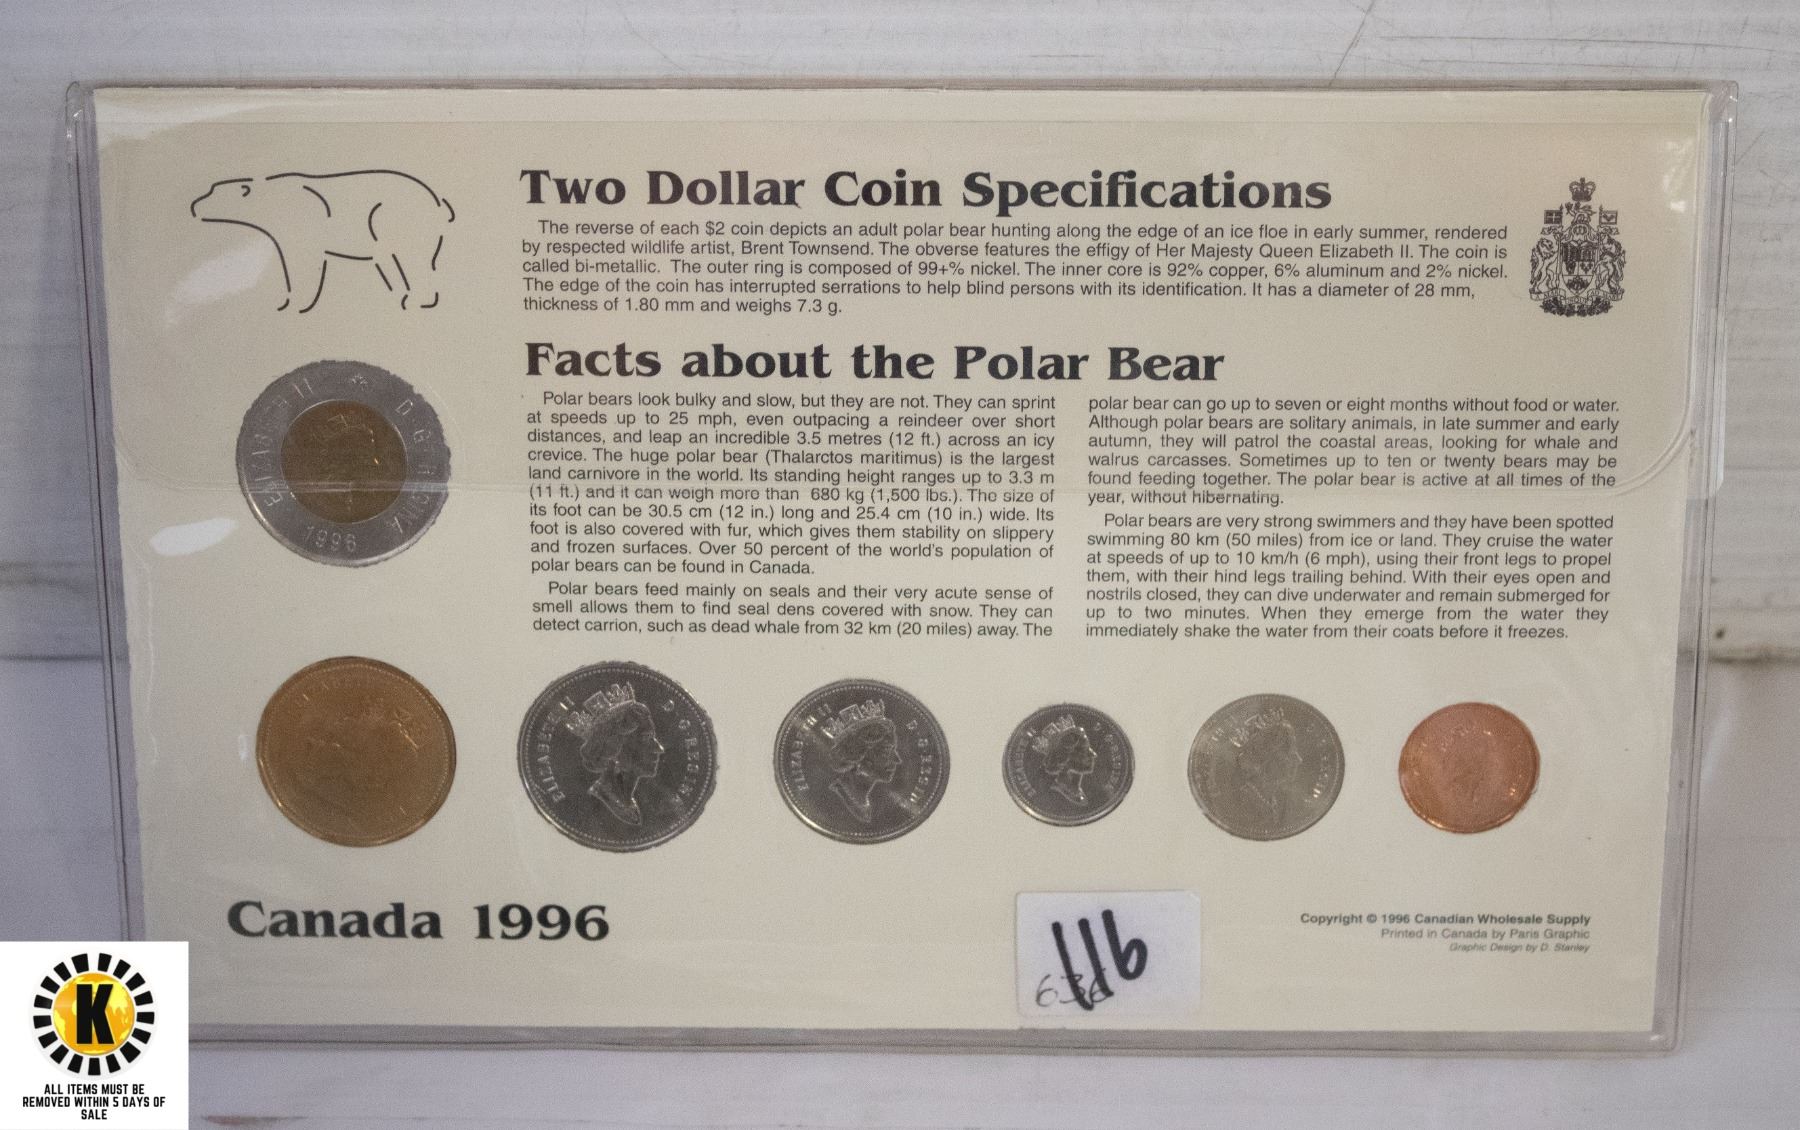 Two Dollar Coin Specifications
The reverse of each $2 coin depicts an adult polar bear hunting along the edge of an ice floe in early summer, rendered
by respected wildlife artist, Brent Townsend. The obverse features the effigy of Her Majesty Queen Elizabeth II. The coin is
called bi-metallic. The outer ring is composed of 99+% nickel. The inner core is 92% copper, 6% aluminum and 2% nickel.
The edge of the coin has interrupted serrations to help blind persons with its identification. It has a diameter of 28 mm,
thickness of 1.80 mm and weighs 7.3 g.
Facts about the Polar Bear
Polar bears look bulky and slow, but they are not. They can sprint
at speeds up to 25 mph, even outpacing a reindeer over short
distances, and leap an incredible 3.5 metres (12 ft.) across an icy
crevice. The huge polar bear (Thalarctos maritimus) is the largest
land carnivore in the world. Its standing height ranges up to 3.3 m
(11 ft.) and it can weigh more than 680 kg (1,500 lbs.). The size of
its foot can be 30.5 cm (12 in.) long and 25.4 cm (10 in.) wide. Its
foot is also covered with fur, which gives them stability on slippery
and frozen surfaces. Over 50 percent of the world's population of
polar bears can be found in Canada.
Polar bears feed mainly on seals and their very acute sense of
smell allows them to find seal dens covered with snow. They can
detect carrion, such as dead whale from 32 km (20 miles) away. The
polar bear can go up to seven or eight months without food or water.
Although polar bears are solitary animals, in late summer and early
autumn, they will patrol the coastal areas, looking for whale and
walrus carcasses. Sometimes up to ten or twenty bears may be
found feeding together. The polar bear is active at all times of the
year, without hibernating.
Polar bears are very strong swimmers and they have been spotted
swimming 80 km (50 miles) from ice or land. They cruise the water
at speeds of up to 10 km/h (6 mph), using their front legs to propel
them, with their hind legs trailing behind. With their eyes open and
nostrils closed, they can dive underwater and remain submerged for
up to two minutes. When they emerge from the water they
immediately shake the water from their coats before it freezes.
ELIZABETH II D G REGINA
1996
ELIZABETH II D G REGINA
ELIZABETH II D G REGINA
ELIZABETH II D G REGINA
Canada 1996
116
Copyright © 1996 Canadian Wholesale Supply
Printed in Canada by Paris Graphic
Graphic Design by D. Stanley
K
ALL ITEMS MUST BE
REMOVED WITHIN 5 DAYS OF
SALE